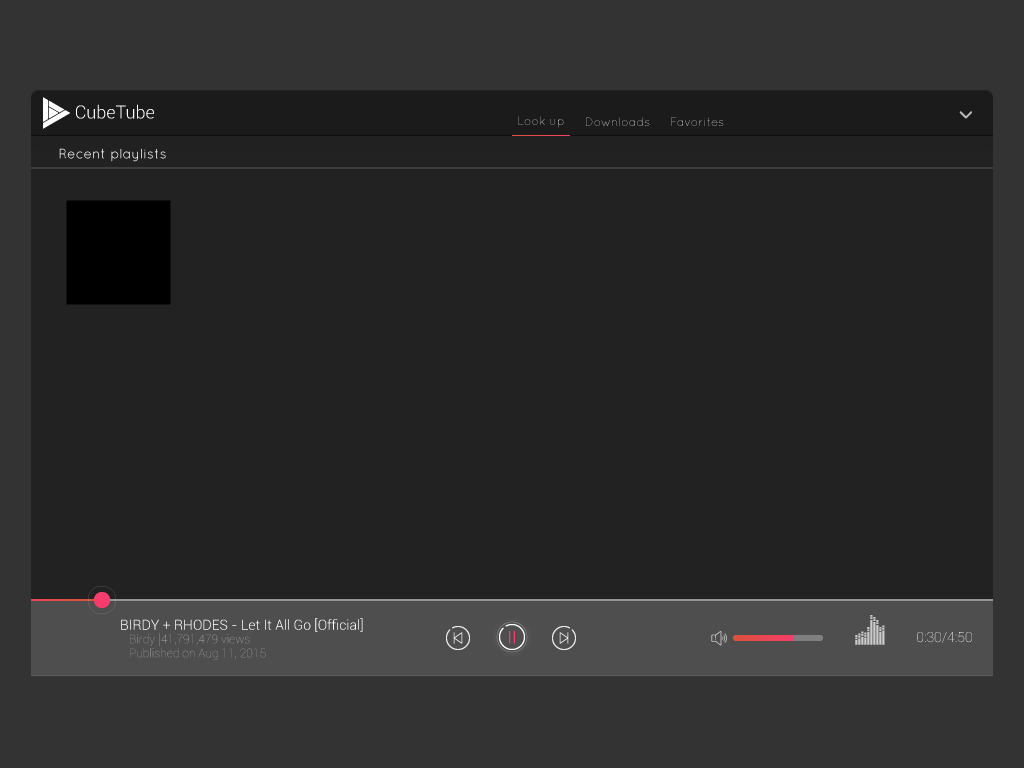 CubeTube
Look up
Downloads
Favorites
Recent playlists
BIRDY + RHODES - Let It All Go [Official]
Birdy |41,791,479 views
Published on Aug 11, 2015
0:30/4:50